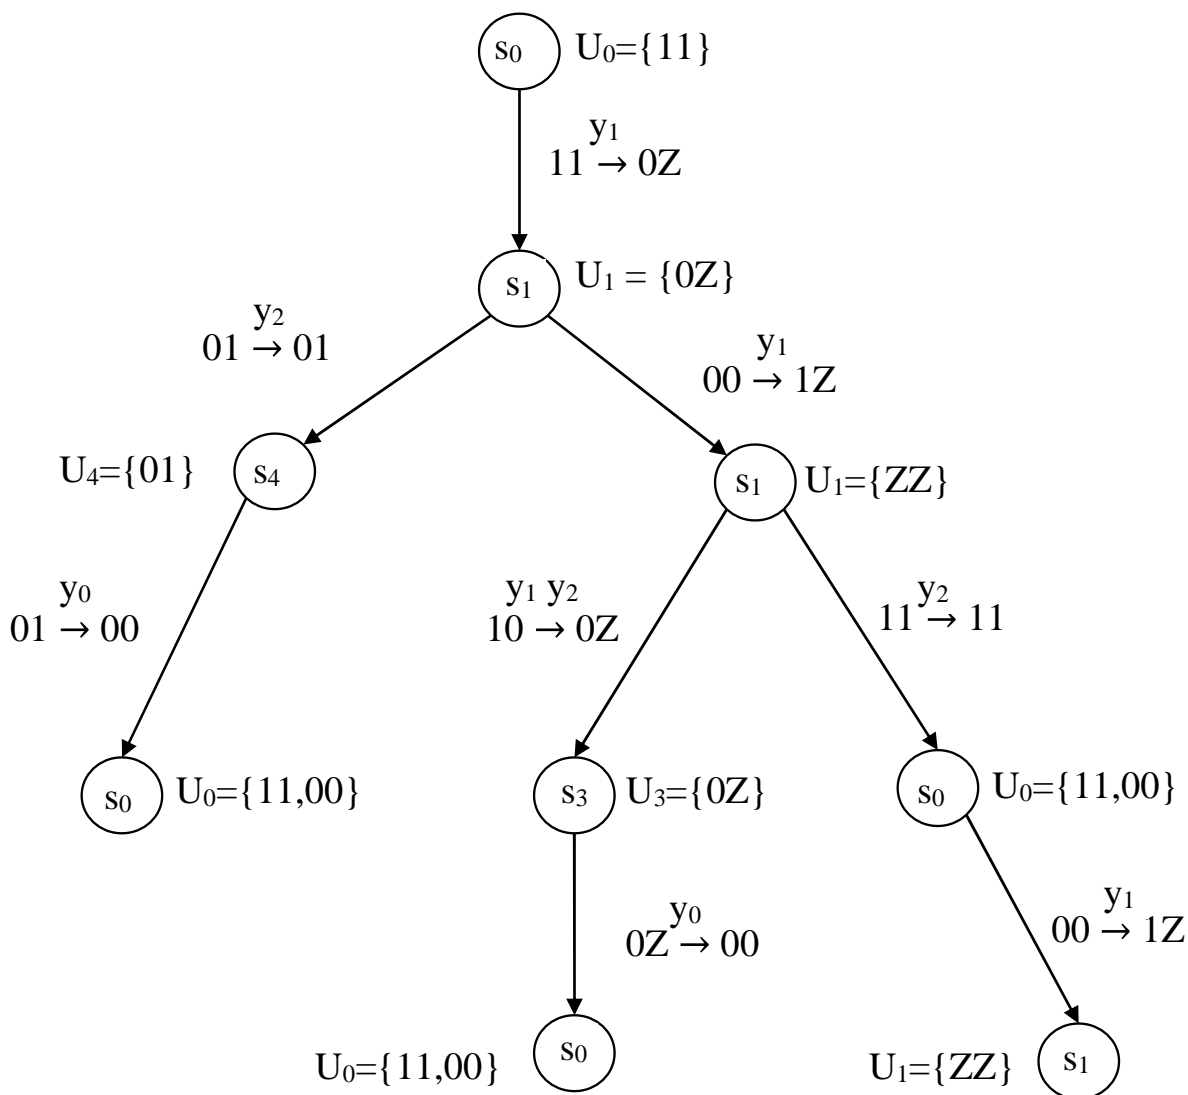 s₀ U₀={11}
y₁
11 → 0Z
s₁ U₁ = {0Z}
y₂
01 → 01
y₁
00 → 1Z
U₄={01} s₄
s₁ U₁={ZZ}
y₀
01 → 00
y₁ y₂
10 → 0Z
y₂
11 → 11
s₀ U₀={11,00}
s₃ U₃={0Z}
s₀ U₀={11,00}
y₀
0Z → 00
y₁
00 → 1Z
U₀={11,00} s₀
U₁={ZZ} s₁